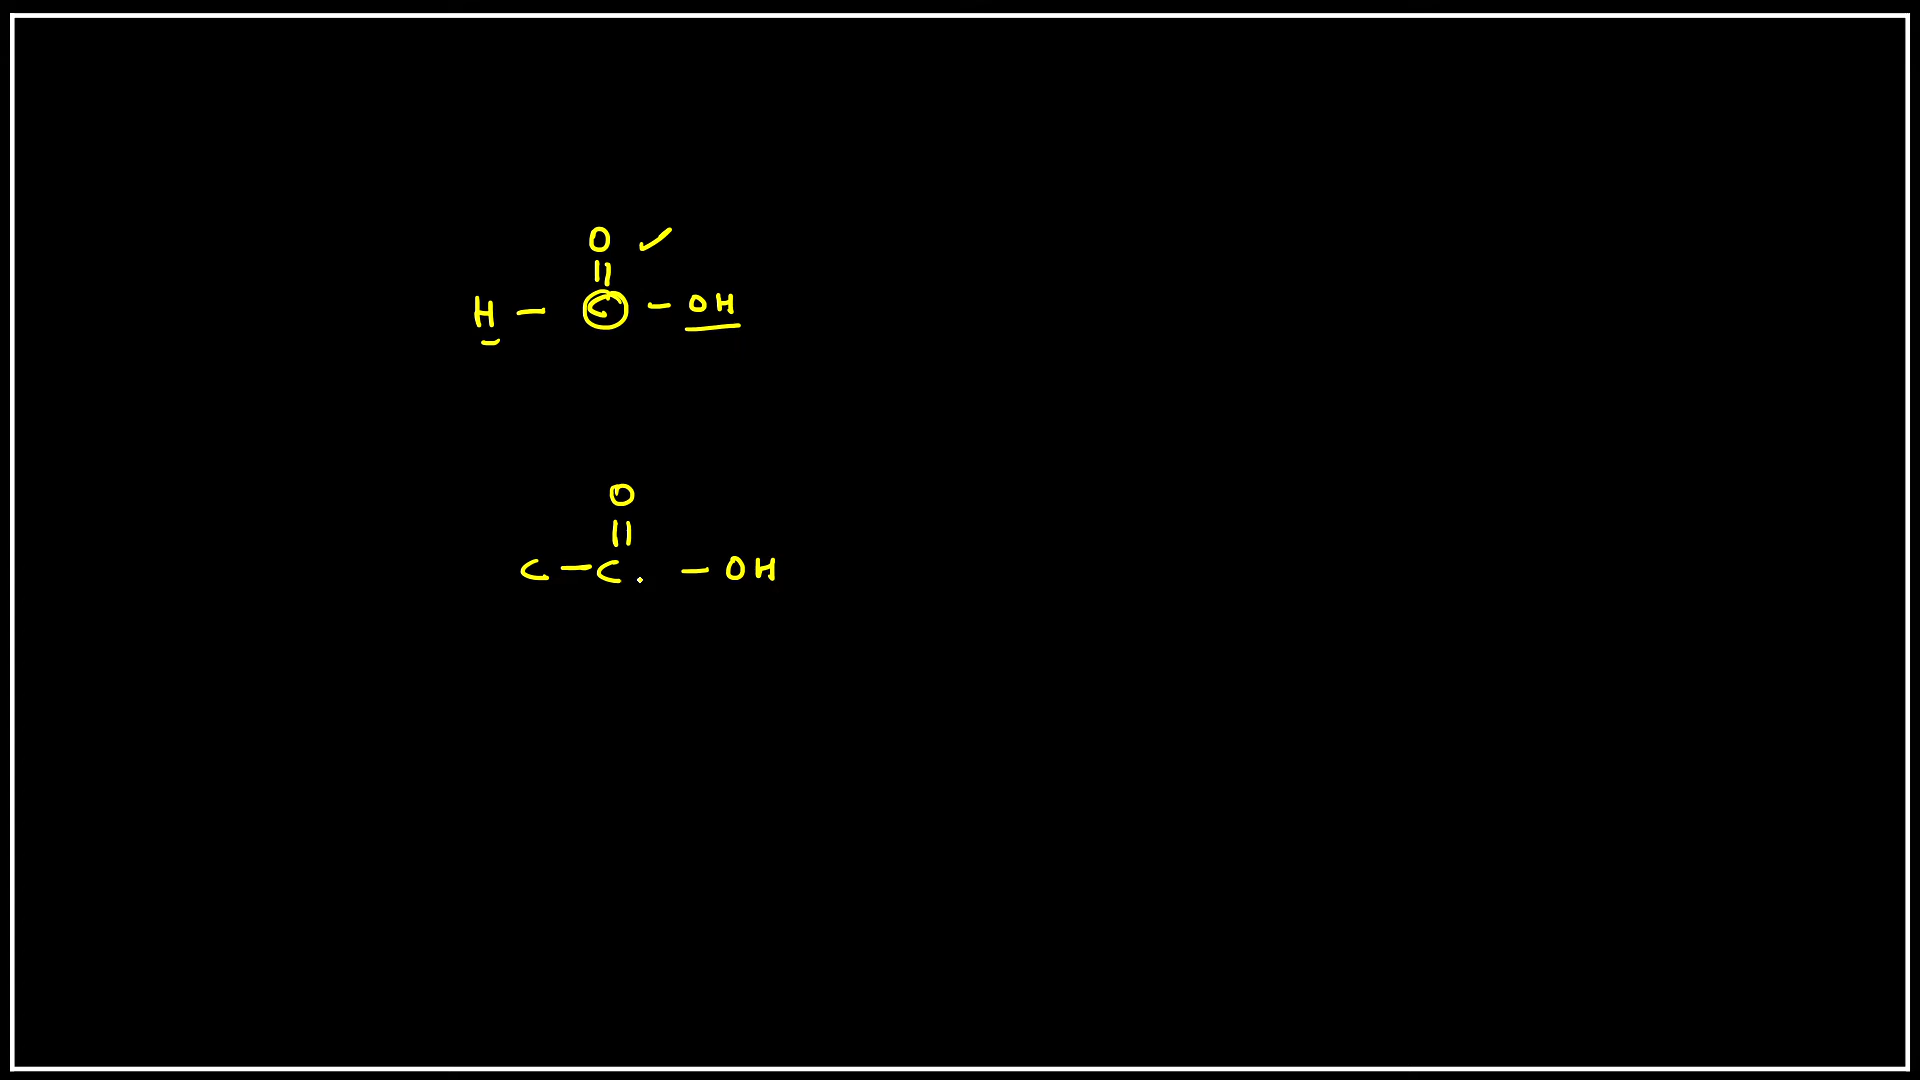 O ✓
||
H - C - OH
O
||
C - C . - OH